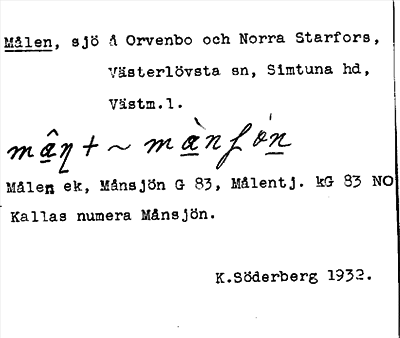 Målen, sjö Å Orvenbo och Norra Starfors,
Västerlövsta sn, Simtuna hd,
Västm.l.
Målen ek, Månsjön G 83, Målentj. kG 83 NO
Kallas numera Månsjön.
K.Söderberg 1932.